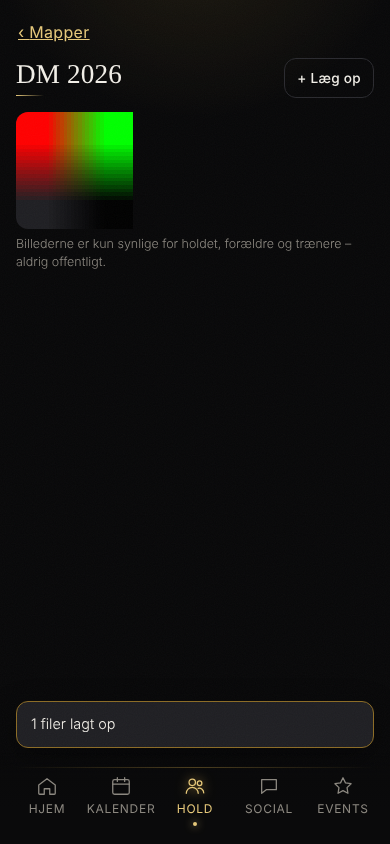 ‹ Mapper
DM 2026
+ Læg op
Billederne er kun synlige for holdet, forældre og trænere –
aldrig offentligt.
1 filer lagt op
HJEM
KALENDER
HOLD
SOCIAL
EVENTS